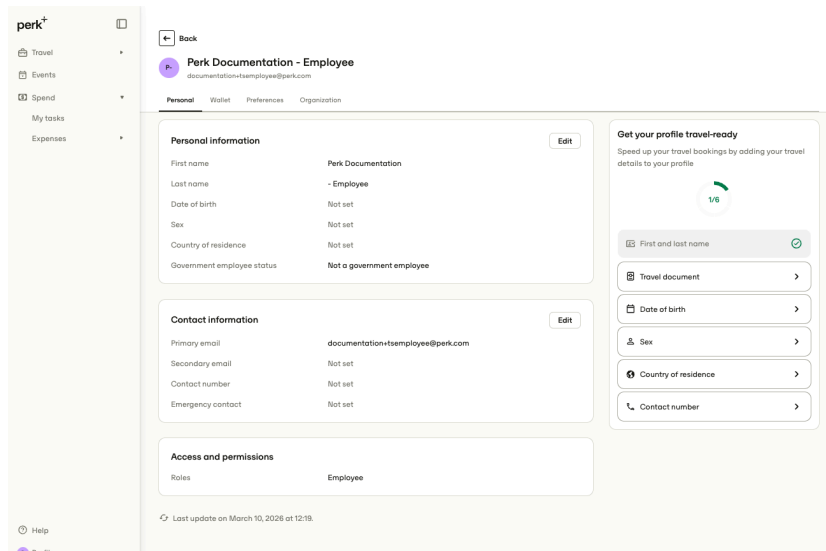 perk+
Travel
Events
Spend
My tasks
Expenses
Help
Back
P-
Perk Documentation - Employee
documentation+tsemployee@perk.com
Personal Wallet Preferences Organization
Personal information
Edit
First name Perk Documentation
Last name - Employee
Date of birth Not set
Sex Not set
Country of residence Not set
Government employee status Not a government employee
Contact information
Edit
Primary email documentation+tsemployee@perk.com
Secondary email Not set
Contact number Not set
Emergency contact Not set
Access and permissions
Roles Employee
Last update on March 10, 2026 at 12:19.
Get your profile travel-ready
Speed up your travel bookings by adding your travel
details to your profile
1/6
First and last name
Travel document
Date of birth
Sex
Country of residence
Contact number